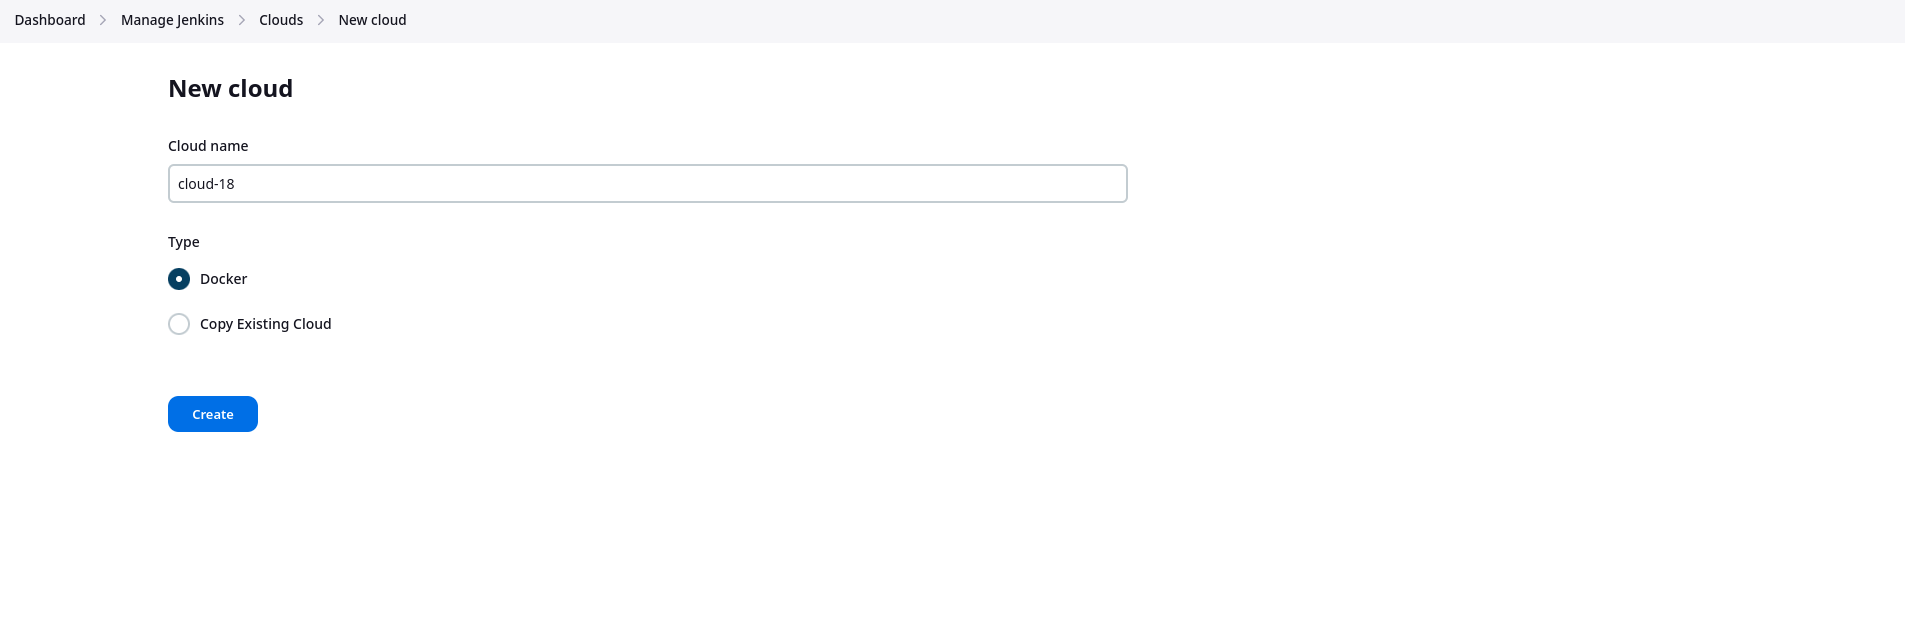 Dashboard > Manage Jenkins > Clouds > New cloud
New cloud
Cloud name
cloud-18
Type
Docker
Copy Existing Cloud
Create